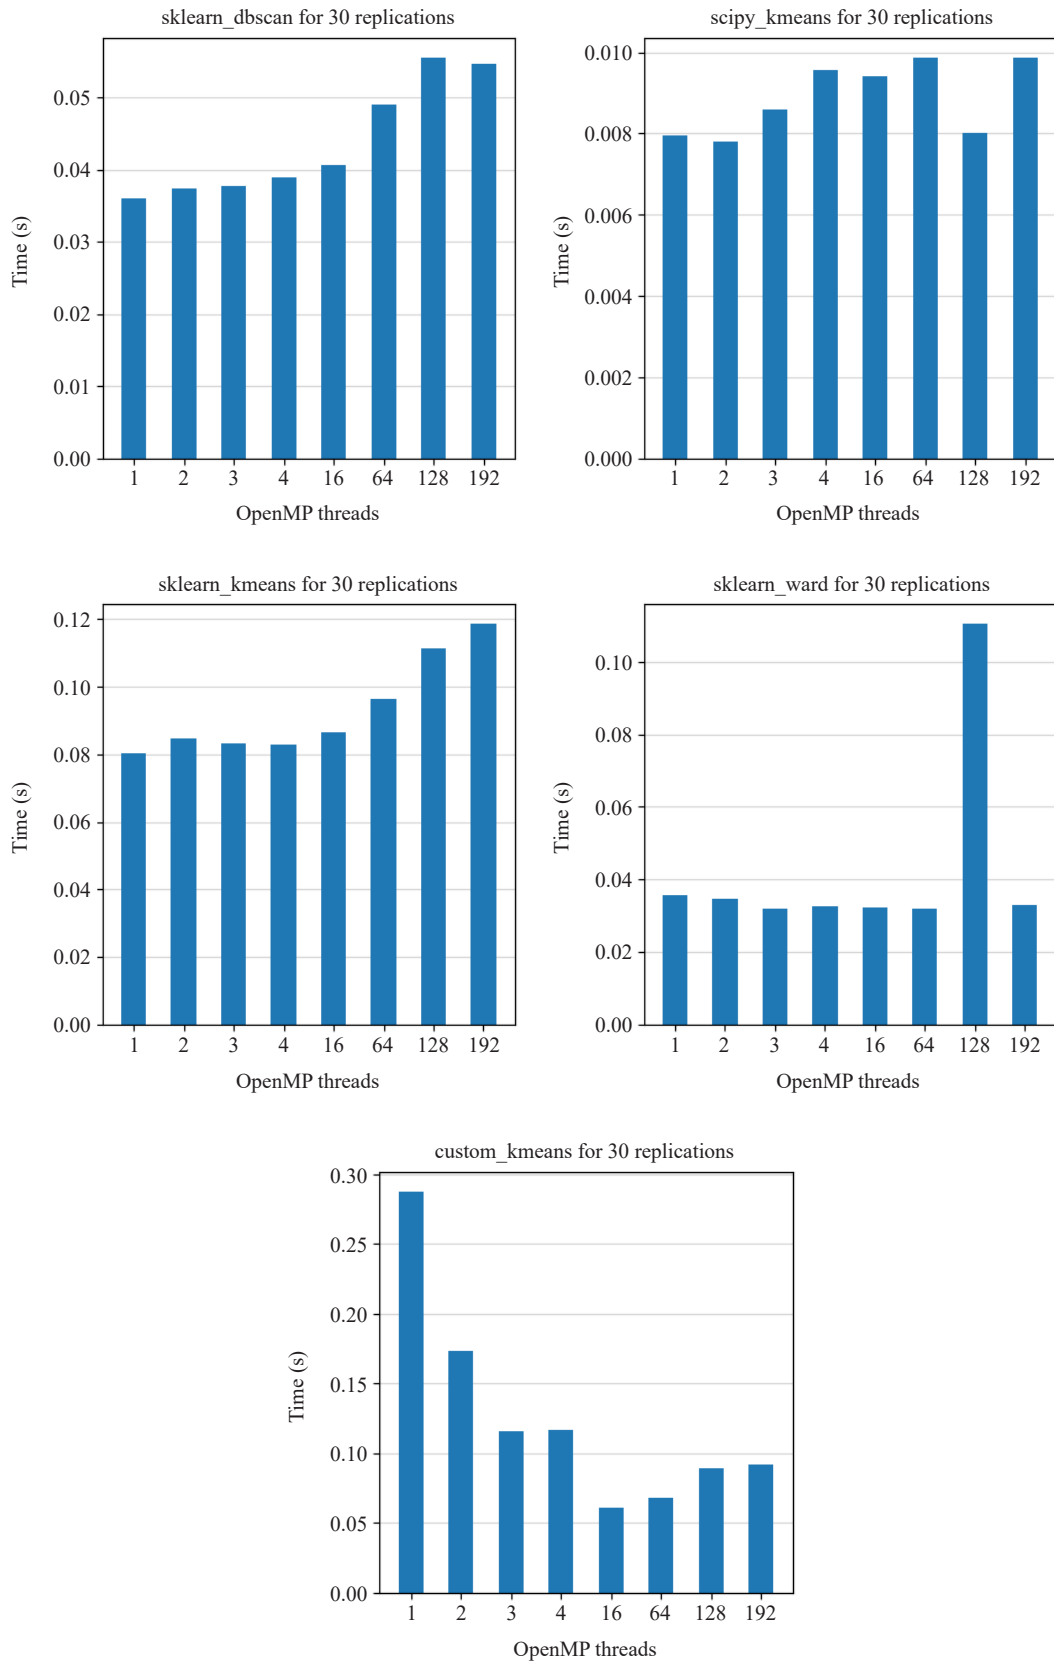 sklearn_dbscan for 30 replications
Time (s)
0.05
0.04
0.03
0.02
0.01
0.00
1 2 3 4 16 64 128 192
OpenMP threads
scipy_kmeans for 30 replications
Time (s)
0.010
0.008
0.006
0.004
0.002
0.000
1 2 3 4 16 64 128 192
OpenMP threads
sklearn_kmeans for 30 replications
Time (s)
0.12
0.10
0.08
0.06
0.04
0.02
0.00
1 2 3 4 16 64 128 192
OpenMP threads
sklearn_ward for 30 replications
Time (s)
0.10
0.08
0.06
0.04
0.02
0.00
1 2 3 4 16 64 128 192
OpenMP threads
custom_kmeans for 30 replications
Time (s)
0.30
0.25
0.20
0.15
0.10
0.05
0.00
1 2 3 4 16 64 128 192
OpenMP threads